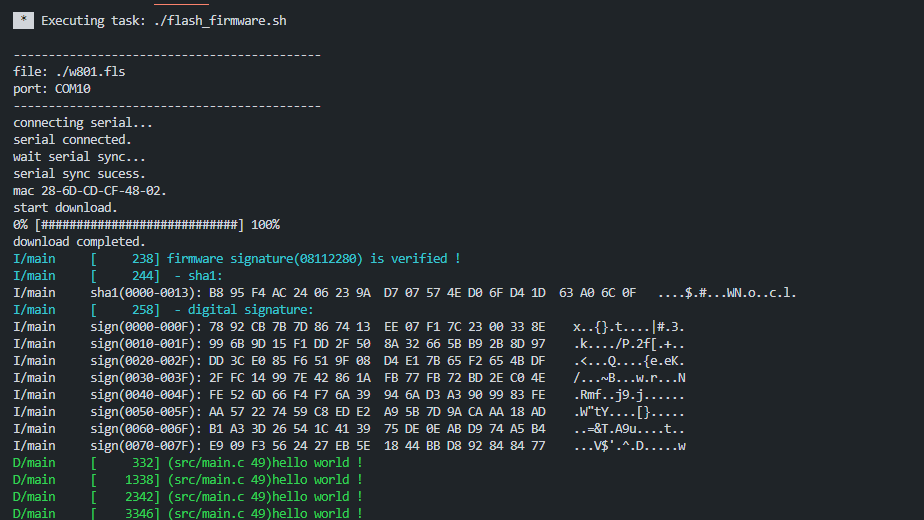 * Executing task: ./flash_firmware.sh
--------------------------------------------
file: ./w801.fls
port: COM10
--------------------------------------------
connecting serial...
serial connected.
wait serial sync...
serial sync sucess.
mac 28-6D-CD-CF-48-02.
start download.
0% [############################] 100%
download completed.
I/main     [     238] firmware signature(08112280) is verified !
I/main     [     244]  - sha1:
I/main     sha1(0000-0013): B8 95 F4 AC 24 06 23 9A  D7 07 57 4E D0 6F D4 1D  63 A0 6C 0F   ....$.#...WN.o..c.l.
I/main     [     258] - digital signature:
I/main     sign(0000-000F): 78 92 CB 7B 7D 86 74 13  EE 07 F1 7C 23 00 33 8E    x..{}.t....|#.3.
I/main     sign(0010-001F): 99 6B 9D 15 F1 DD 2F 50  8A 32 66 5B B9 2B 8D 97    .k..../P.2f[.+..
I/main     sign(0020-002F): DD 3C E0 85 F6 51 9F 08  D4 E1 7B 65 F2 65 4B DF    .<...Q....{e.eK.
I/main     sign(0030-003F): 2F FC 14 99 7E 42 86 1A  FB 77 FB 72 BD 2E C0 4E    /...~B...w.r...N
I/main     sign(0040-004F): FE 52 6D 66 F4 F7 6A 39  94 6A D3 A3 90 99 83 FE    .Rmf..j9.j......
I/main     sign(0050-005F): AA 57 22 74 59 C8 ED E2  A9 5B 7D 9A CA AA 18 AD    .W"tY....[}.....
I/main     sign(0060-006F): B1 A3 3D 26 54 1C 41 39  75 DE 0E AB D9 74 A5 B4    ..=&T.A9u....t..
I/main     sign(0070-007F): E9 09 F3 56 24 27 EB 5E  18 44 BB D8 92 84 84 77    ...V$'.^.D.....w
D/main     [     332] (src/main.c 49)hello world !
D/main     [    1338] (src/main.c 49)hello world !
D/main     [    2342] (src/main.c 49)hello world !
D/main     [    3346] (src/main.c 49)hello world !